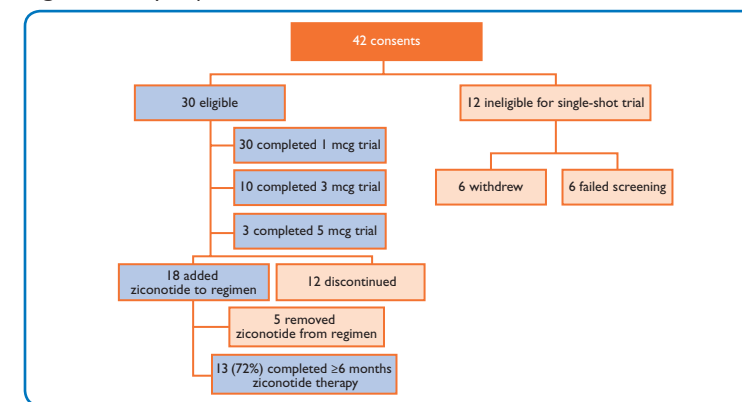 42 consents
30 eligible
12 ineligible for single-shot trial
30 completed 1 mcg trial
10 completed 3 mcg trial
6 withdrew
6 failed screening
3 completed 5 mcg trial
18 added
ziconotide to regimen
12 discontinued
5 removed
ziconotide from regimen
13 (72%) completed ≥6 months
ziconotide therapy